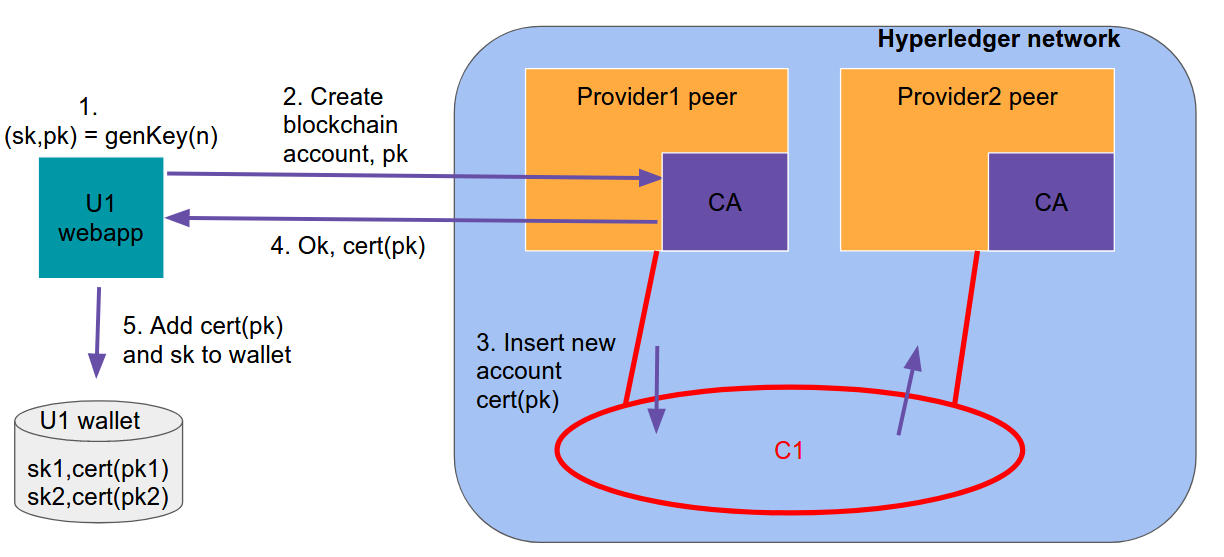 Hyperledger network
1.
(sk,pk) = genKey(n)
2. Create
blockchain
account, pk
Provider1 peer
Provider2 peer
U1
webapp
CA
CA
4. Ok, cert(pk)
5. Add cert(pk)
and sk to wallet
3. Insert new
account
cert(pk)
U1 wallet
sk1,cert(pk1)
sk2,cert(pk2)
C1